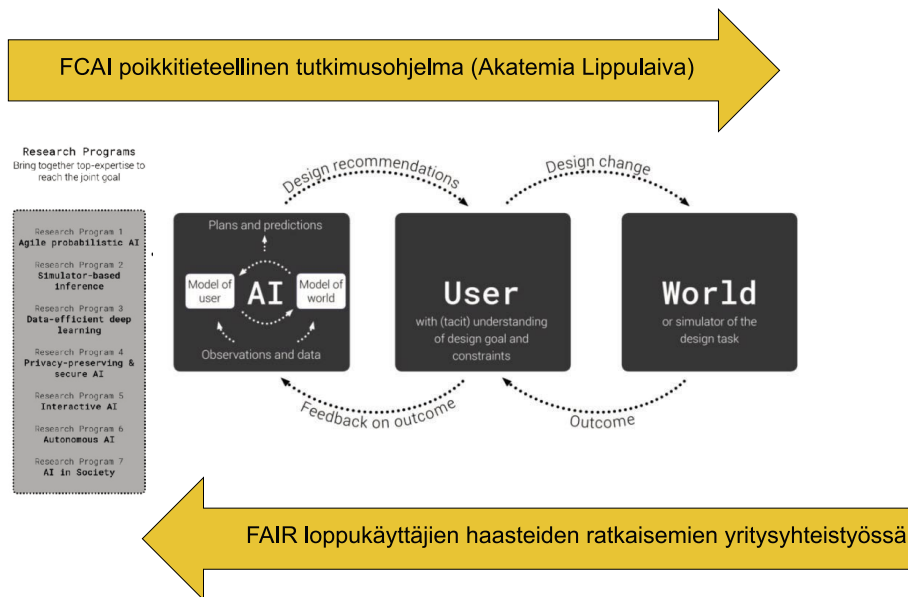 FCAI poikkitieteellinen tutkimusohjelma (Akatemia Lippulaiva)
Research Programs
Bring together top-expertise to
reach the joint goal
Research Program 1
Agile probabilistic AI
Research Program 2
Simulator-based
inference
Research Program 3
Data-efficient deep
learning
Research Program 4
Privacy-preserving &
secure AI
Research Program 5
Interactive AI
Research Program 6
Autonomous AI
Research Program 7
AI in Society
Design recommendations
Design change
Plans and predictions
Model of
user
AI
Model of
world
Observations and data
User
with (tacit) understanding
of design goal and
constraints
World
or simulator of the
design task
Feedback on outcome
Outcome
FAIR loppukäyttäjien haasteiden ratkaisemien yritysyhteistyössä